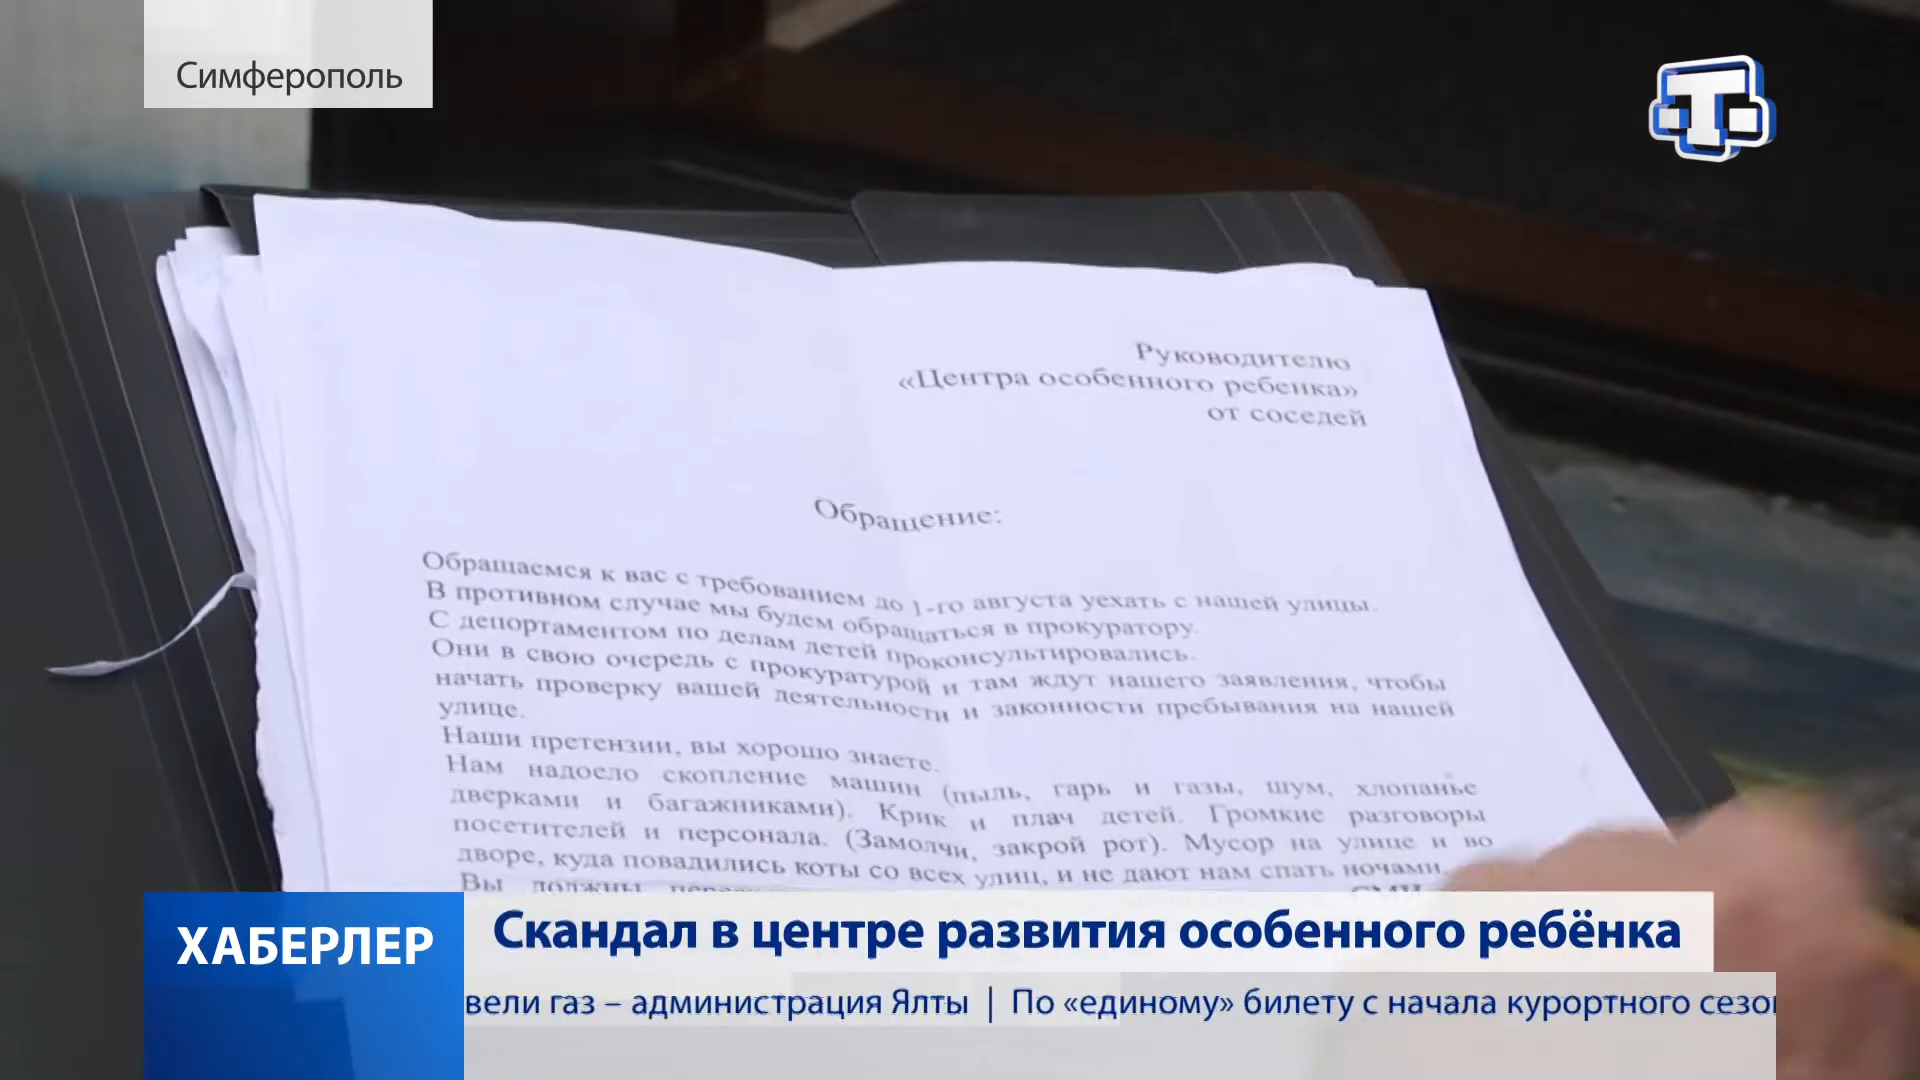 Симферополь
Т
Руководителю
«Центра особенного ребенка»
от соседей
Обращение:
Обращаемся к вас с требованием до 1-го августа уехать с нашей улицы.
В противном случае мы будем обращаться в прокуратору.
С депортаментом по делам детей проконсультировались.
Они в свою очередь с прокуратурой и там ждут нашего заявления, чтобы
начать проверку вашей деятельности и законности пребывания на нашей
улице.
Наши претензии, вы хорошо знаете.
Нам надоело скопление машин (пыль, гарь и газы, шум, хлопанье
дверками и багажниками). Крик и плач детей. Громкие разговоры
посетителей и персонала. (Замолчи, закрой рот). Мусор на улице и во
дворе, куда повадились коты со всех улиц, и не дают нам спать ночами.
Вы должны
ХАБЕРЛЕР
Скандал в центре развития особенного ребёнка
вели газ – администрация Ялты | По «единому» билету с начала курортного сезо